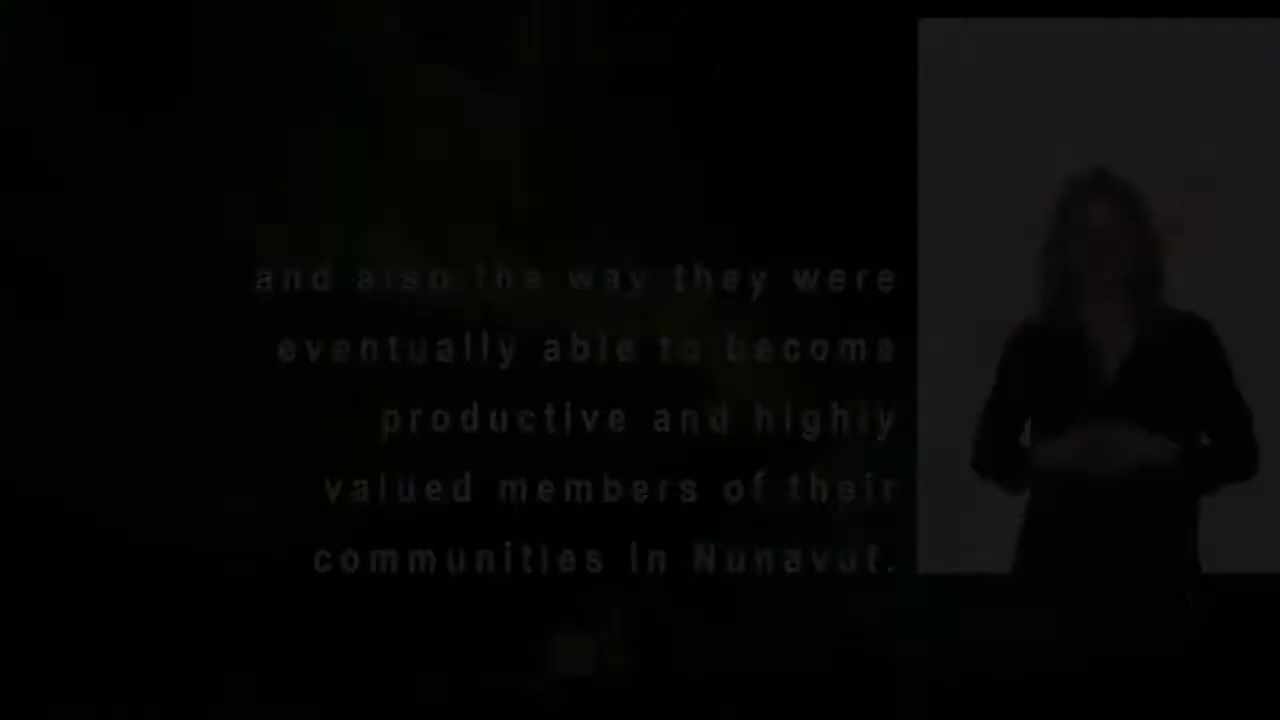 and also the way they were
eventually able to become
productive and highly
valued members of their
communities in Nunavut.